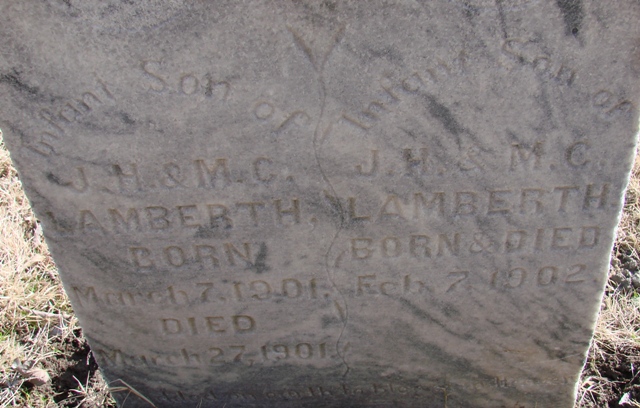 Infant Son of
J.H. & M.C.
LAMBERTH.
BORN
March 7, 1901.
DIED
March 27, 1901.
Infant Son of
J.H. & M.C.
LAMBERTH
BORN & DIED
Feb. 7 1902